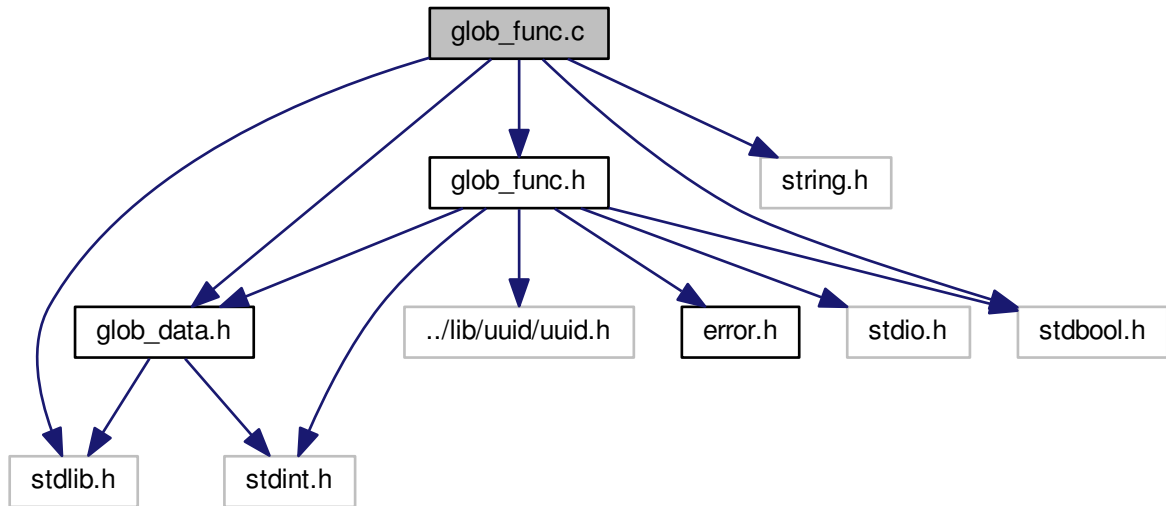 glob_func.c
glob_func.h
string.h
glob_data.h
../lib/uuid/uuid.h
error.h
stdio.h
stdbool.h
stdlib.h
stdint.h